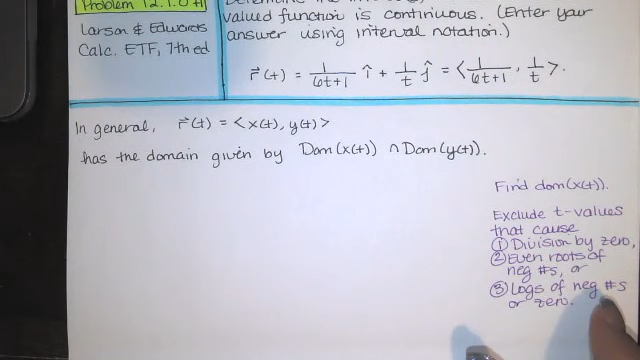 Problem 12.1.0
Larson & Edwards
Calc. ETF, 7th ed
valued function is continuous. (Enter your
answer using interval notation.)
r⃗(t) = 1/(6t+1) î + 1/t ĵ = <1/(6t+1), 1/t>.
In general, r⃗(t) = <x(t), y(t)>
has the domain given by Dom(x(t)) ∩ Dom(y(t)).
Find dom(x(t)).
Exclude t-values
that cause
① Division by zero,
② Even roots of
neg #s, or
③ Logs of neg #s
or zero.